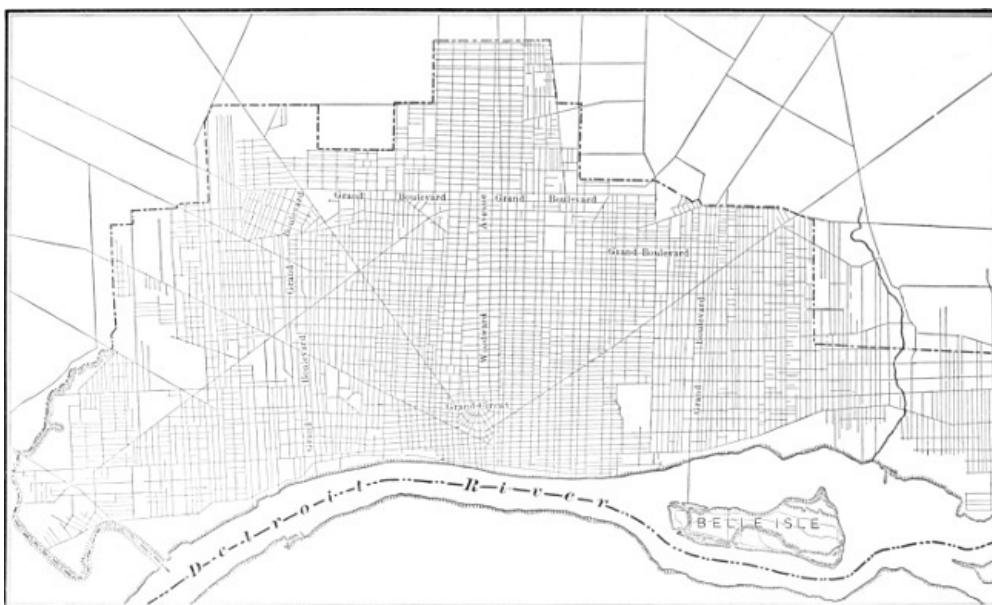 Grand Boulevard
Grand Boulevard
Avenue
Boulevard
Grand Boulevard
Grand
Boulevard
Woodward
Boulevard
Grand Circus
Grand
Grand
Detroit River
BELLE ISLE